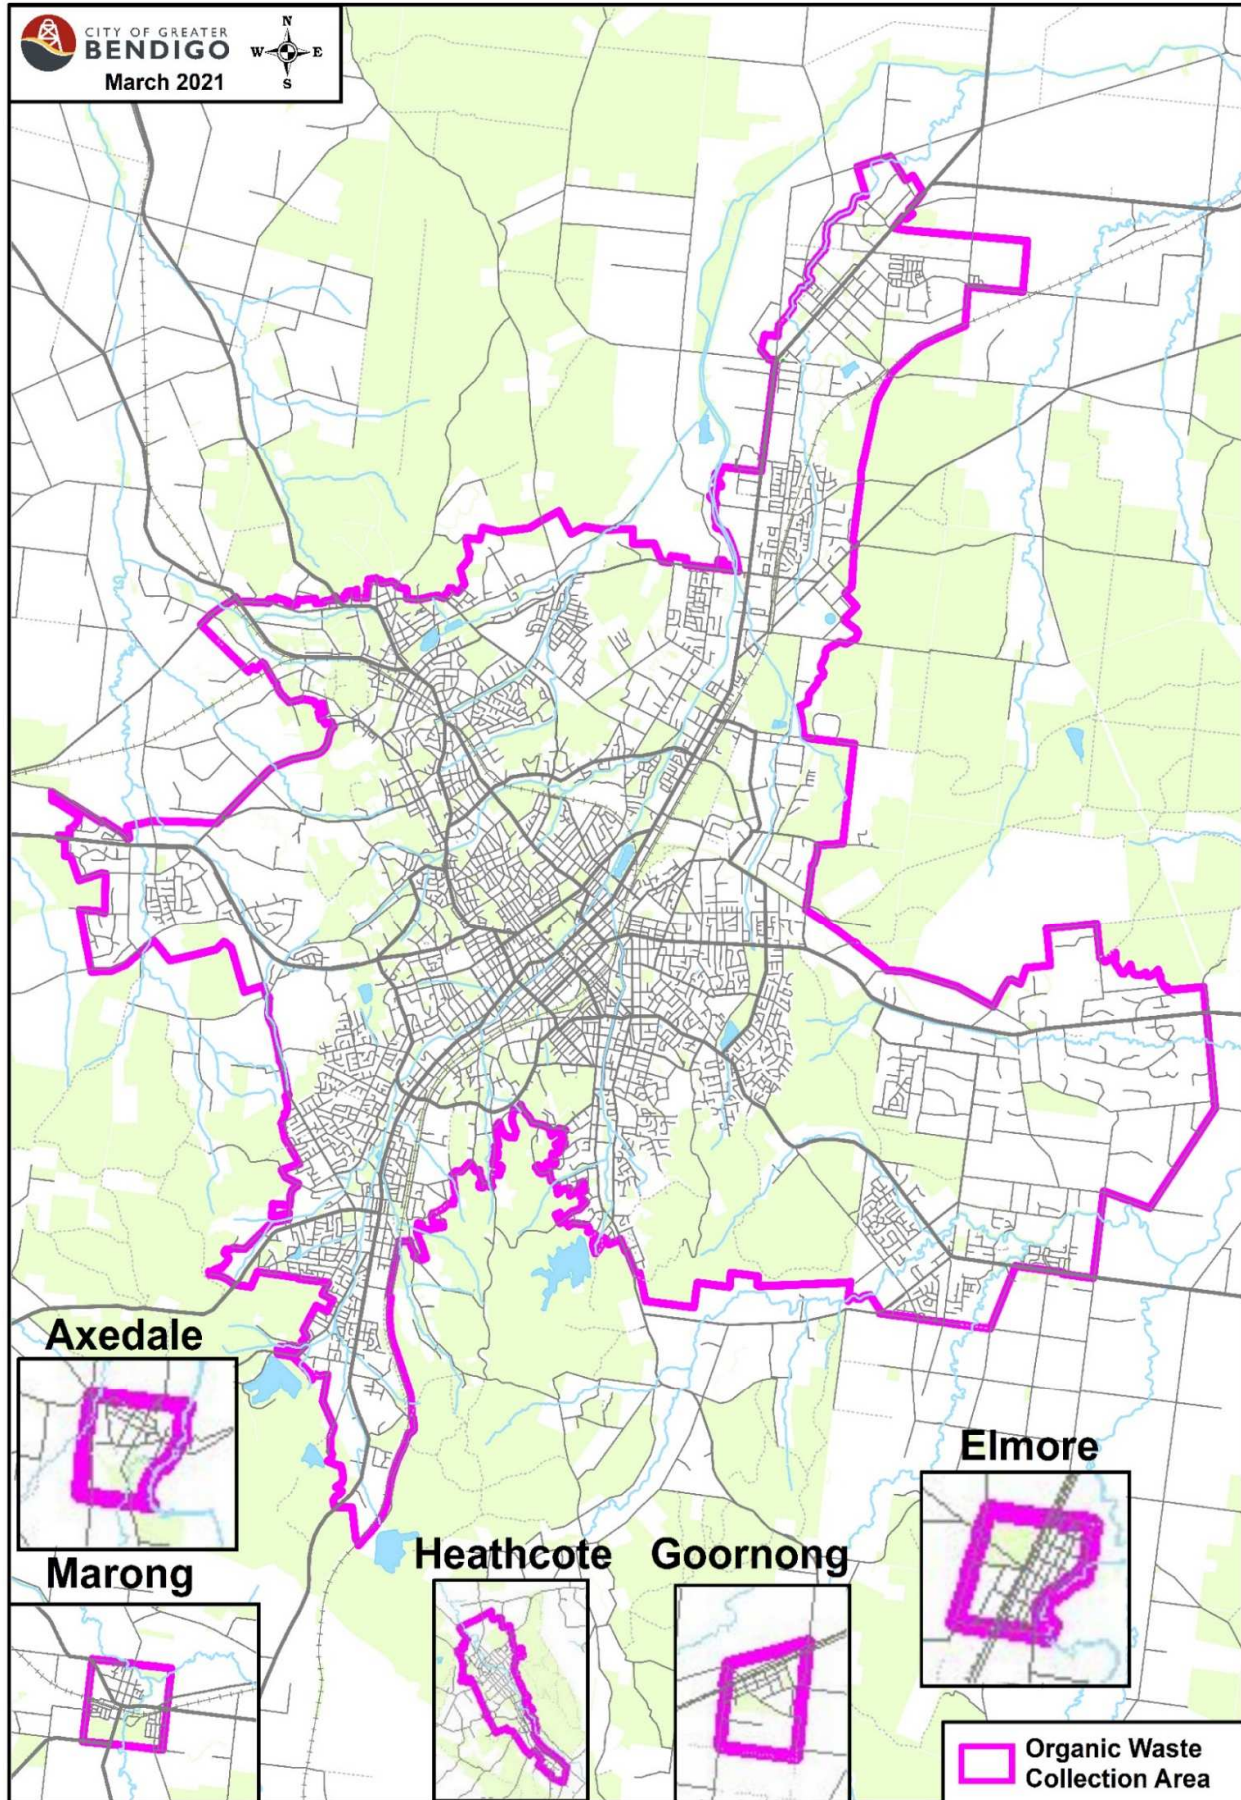 CITY OF GREATER
BENDIGO
March 2021
N
W E
S
Axedale
Elmore
Marong
Heathcote
Goornong
Organic Waste
Collection Area